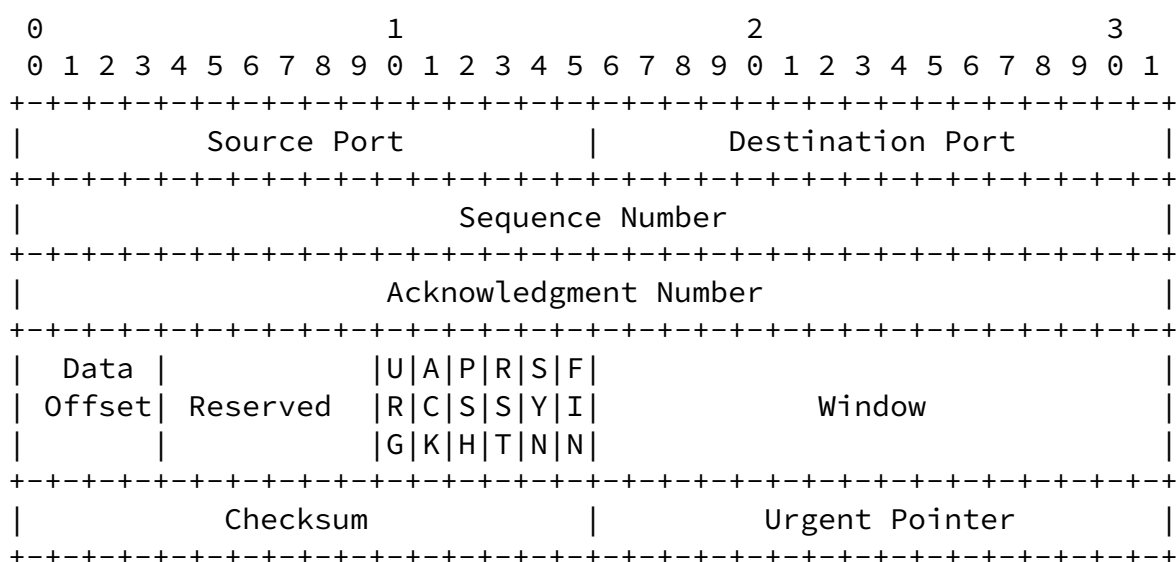 0                   1                   2                   3
 0 1 2 3 4 5 6 7 8 9 0 1 2 3 4 5 6 7 8 9 0 1 2 3 4 5 6 7 8 9 0 1
+-+-+-+-+-+-+-+-+-+-+-+-+-+-+-+-+-+-+-+-+-+-+-+-+-+-+-+-+-+-+-+-+
|          Source Port          |       Destination Port        |
+-+-+-+-+-+-+-+-+-+-+-+-+-+-+-+-+-+-+-+-+-+-+-+-+-+-+-+-+-+-+-+-+
|                        Sequence Number                        |
+-+-+-+-+-+-+-+-+-+-+-+-+-+-+-+-+-+-+-+-+-+-+-+-+-+-+-+-+-+-+-+-+
|                    Acknowledgment Number                      |
+-+-+-+-+-+-+-+-+-+-+-+-+-+-+-+-+-+-+-+-+-+-+-+-+-+-+-+-+-+-+-+-+
|  Data |           |U|A|P|R|S|F|                               |
| Offset| Reserved  |R|C|S|S|Y|I|            Window             |
|       |           |G|K|H|T|N|N|                               |
+-+-+-+-+-+-+-+-+-+-+-+-+-+-+-+-+-+-+-+-+-+-+-+-+-+-+-+-+-+-+-+-+
|           Checksum            |         Urgent Pointer        |
+-+-+-+-+-+-+-+-+-+-+-+-+-+-+-+-+-+-+-+-+-+-+-+-+-+-+-+-+-+-+-+-+